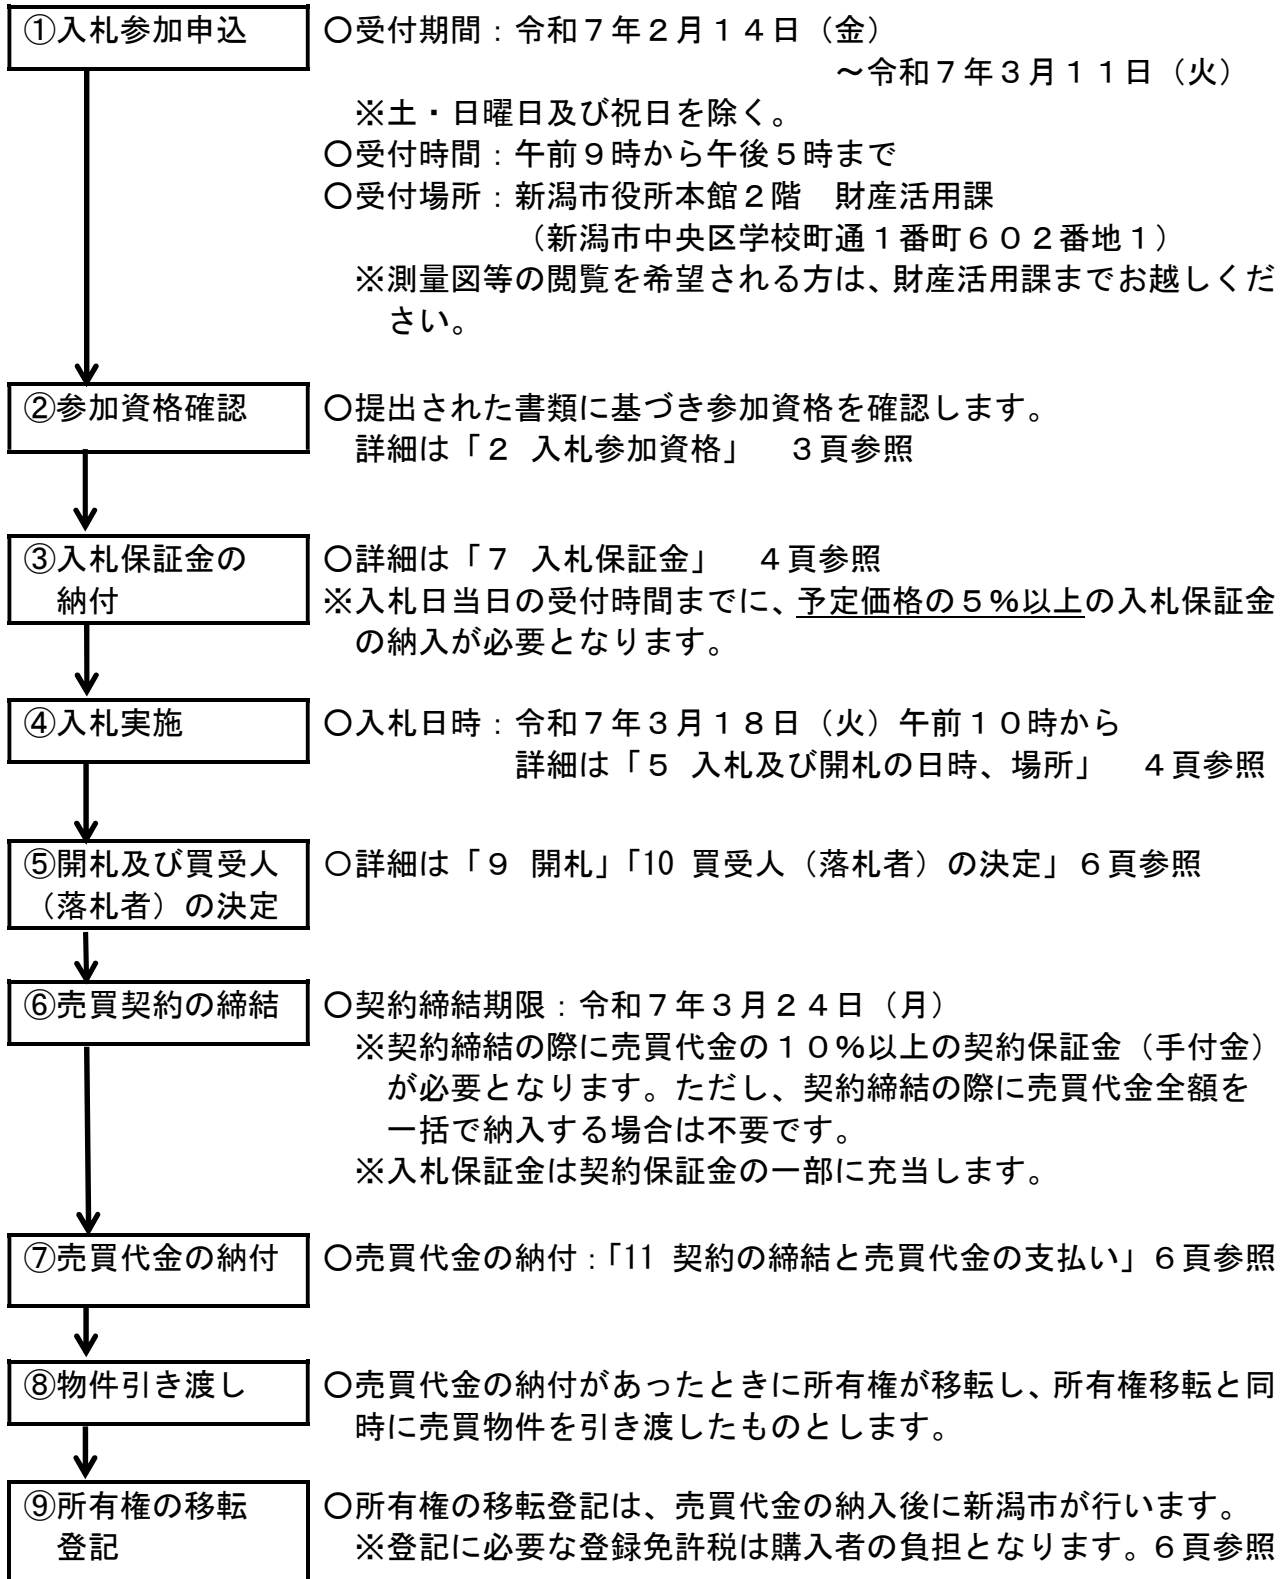 ①入札参加申込
〇受付期間：令和７年２月１４日（金）
～令和７年３月１１日（火）
※土・日曜日及び祝日を除く。
〇受付時間：午前９時から午後５時まで
〇受付場所：新潟市役所本館２階　財産活用課
（新潟市中央区学校町通１番町６０２番地１）
※測量図等の閲覧を希望される方は、財産活用課までお越しくだ
さい。
②参加資格確認
〇提出された書類に基づき参加資格を確認します。
詳細は「２ 入札参加資格」　３頁参照
③入札保証金の
納付
〇詳細は「７ 入札保証金」　４頁参照
※入札日当日の受付時間までに、予定価格の５％以上の入札保証金
の納入が必要となります。
④入札実施
〇入札日時：令和７年３月１８日（火）午前１０時から
詳細は「５ 入札及び開札の日時、場所」　４頁参照
⑤開札及び買受人
（落札者）の決定
〇詳細は「９ 開札」「10 買受人（落札者）の決定」６頁参照
⑥売買契約の締結
〇契約締結期限：令和７年３月２４日（月）
※契約締結の際に売買代金の１０％以上の契約保証金（手付金）
が必要となります。ただし、契約締結の際に売買代金全額を
一括で納入する場合は不要です。
※入札保証金は契約保証金の一部に充当します。
⑦売買代金の納付
〇売買代金の納付：「11 契約の締結と売買代金の支払い」６頁参照
⑧物件引き渡し
〇売買代金の納付があったときに所有権が移転し、所有権移転と同
時に売買物件を引き渡したものとします。
⑨所有権の移転
登記
〇所有権の移転登記は、売買代金の納入後に新潟市が行います。
※登記に必要な登録免許税は購入者の負担となります。６頁参照